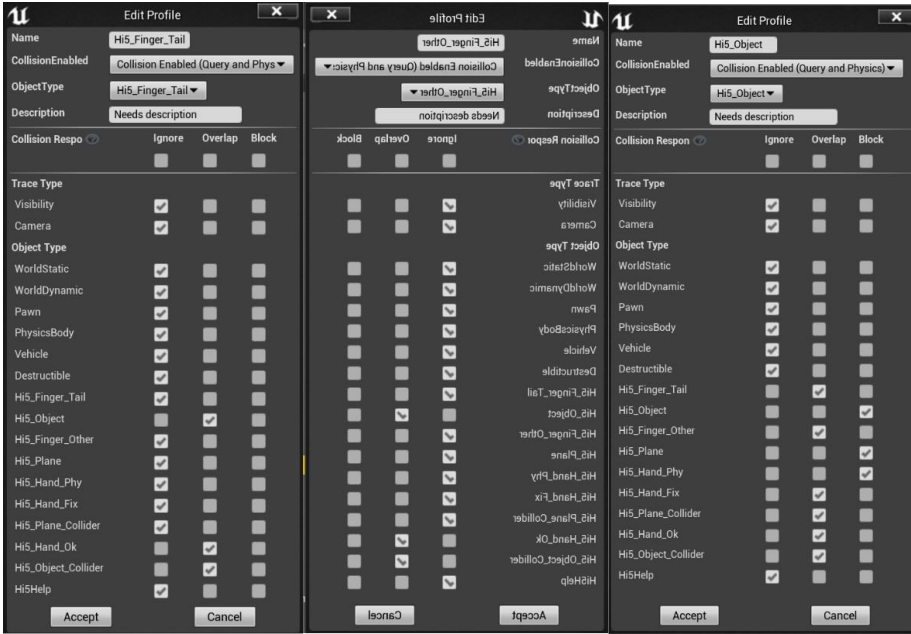 Edit Profile
Name Hi5_Finger_Tail
CollisionEnabled Collision Enabled (Query and Phys
ObjectType Hi5_Finger_Tail
Description Needs description
Collision Respo Ignore Overlap Block
Trace Type
Visibility
Camera
Object Type
WorldStatic
WorldDynamic
Pawn
PhysicsBody
Vehicle
Destructible
Hi5_Finger_Tail
Hi5_Object
Hi5_Finger_Other
Hi5_Plane
Hi5_Hand_Phy
Hi5_Hand_Fix
Hi5_Plane_Collider
Hi5_Hand_Ok
Hi5_Object_Collider
Hi5Help
Accept Cancel
Edit Profile
Name Hi5_Finger_Other
CollisionEnabled Collision Enabled (Query and Physic
ObjectType Hi5_Finger_Other
Description Needs description
Collision Respor Ignore Overlap Block
Trace Type
Visibility
Camera
Object Type
WorldStatic
WorldDynamic
Pawn
PhysicsBody
Vehicle
Destructible
Hi5_Finger_Tail
Hi5_Object
Hi5_Finger_Other
Hi5_Plane
Hi5_Hand_Phy
Hi5_Hand_Fix
Hi5_Plane_Collider
Hi5_Hand_Ok
Hi5_Object_Collider
Hi5Help
Accept Cancel
Edit Profile
Name Hi5_Object
CollisionEnabled Collision Enabled (Query and Physics)
ObjectType Hi5_Object
Description Needs description
Collision Respon Ignore Overlap Block
Trace Type
Visibility
Camera
Object Type
WorldStatic
WorldDynamic
Pawn
PhysicsBody
Vehicle
Destructible
Hi5_Finger_Tail
Hi5_Object
Hi5_Finger_Other
Hi5_Plane
Hi5_Hand_Phy
Hi5_Hand_Fix
Hi5_Plane_Collider
Hi5_Hand_Ok
Hi5_Object_Collider
Hi5Help
Accept Cancel